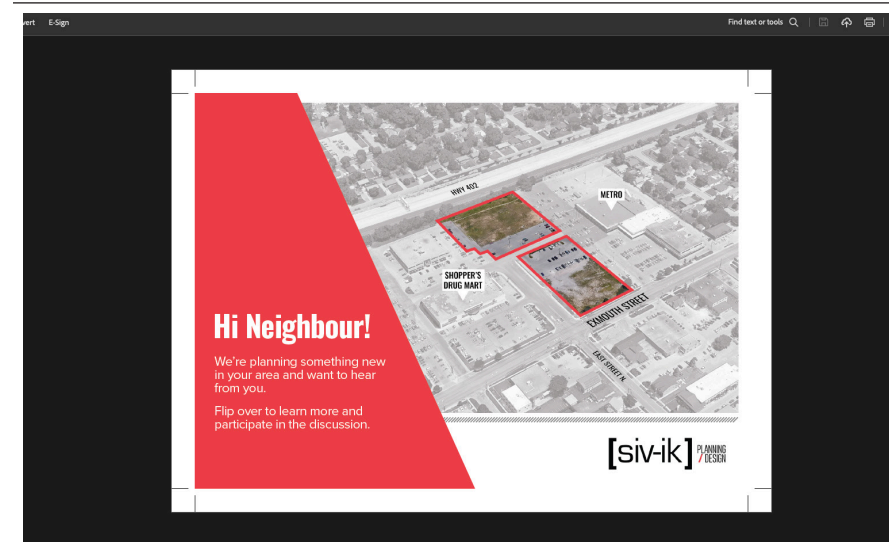 vert E-Sign
Find text or tools
HWY 402
METRO
SHOPPER'S
DRUG MART
EXMOUTH STREET
EAST STREET N.
Hi Neighbour!
We're planning something new
in your area and want to hear
from you.
Flip over to learn more and
participate in the discussion.
[siv-ik] PLANNING
/DESIGN